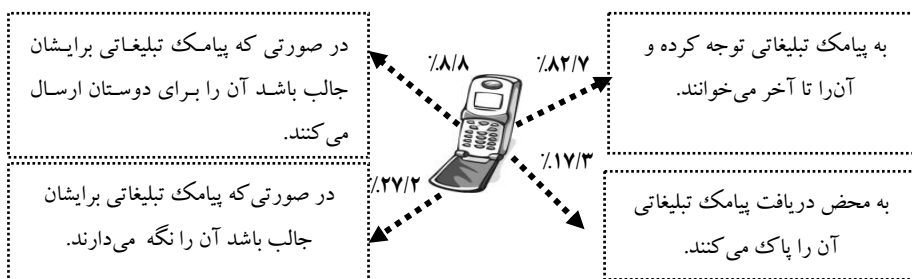 به پیامک تبلیغاتی توجه کرده و
آن‌را تا آخر می‌خوانند.
٪۸۲/۷
٪۸/۸
در صورتی که پیامک تبلیغاتی برایشان
جالب باشد آن را برای دوستان ارسال
می‌کنند.
به محض دریافت پیامک تبلیغاتی
آن را پاک می‌کنند.
٪۱۷/۳
٪۲۷/۲
در صورتی‌که پیامک تبلیغاتی برایشان
جالب باشد آن را نگه می‌دارند.